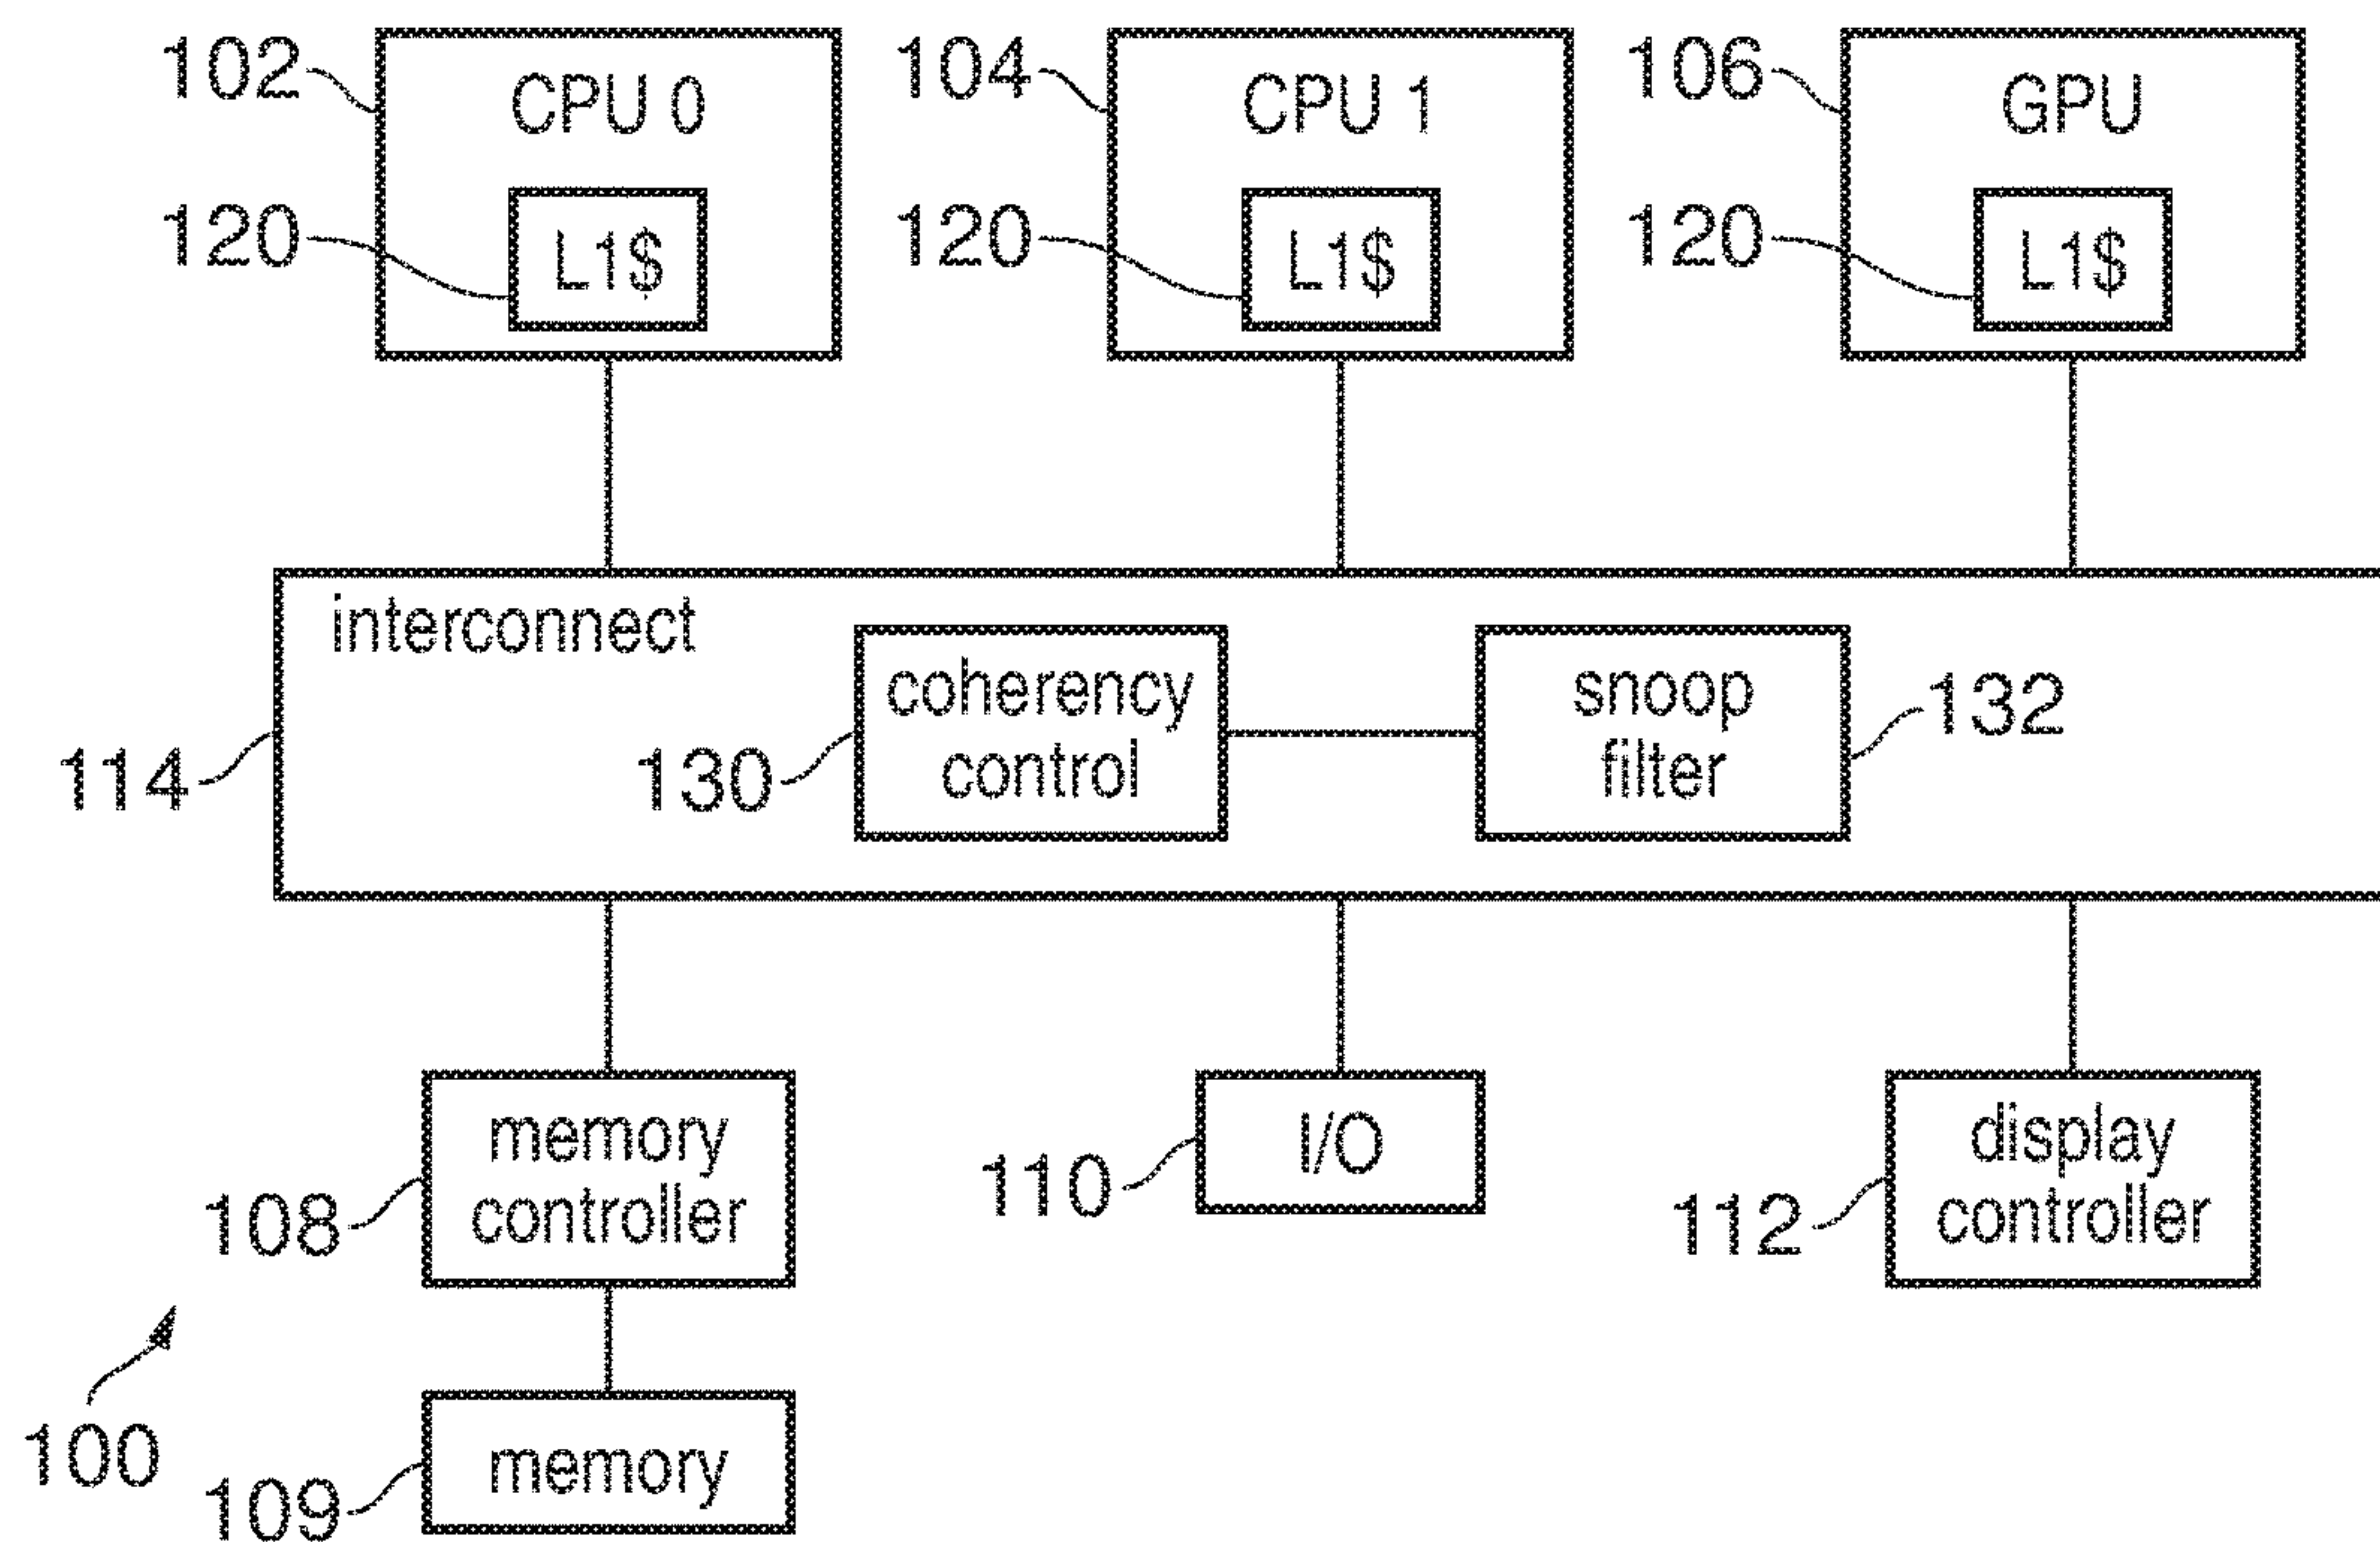 102 CPU 0 104 CPU 1 106 GPU
120 L1$ 120 L1$ 120 L1$
interconnect
coherency snoop 132
114 130 control filter
memory I/O display
108 controller 110 112 controller
100 109 memory